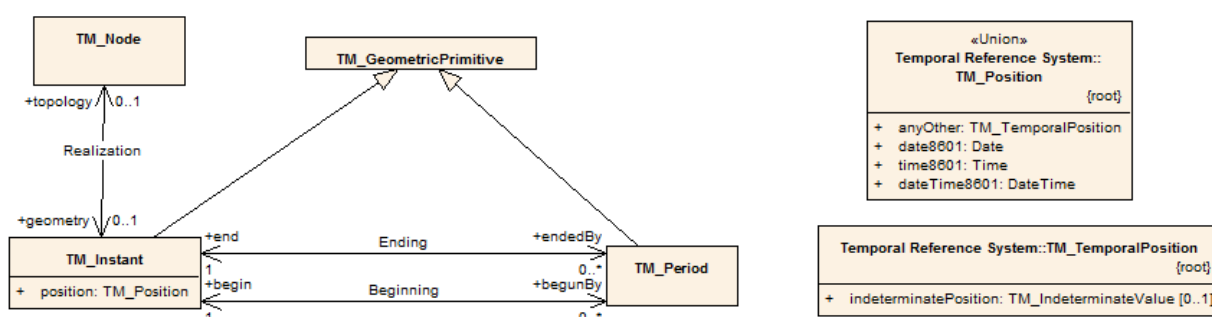 TM_Node
+topology
0..1
Realization
+geometry
0..1
TM_GeometricPrimitive
TM_Instant
+ position: TM_Position
+end
Ending
+endedBy
1
0..*
+begin
Beginning
+begunBy
1
0..*
TM_Period
«Union»
Temporal Reference System::
TM_Position
{root}
+ anyOther: TM_TemporalPosition
+ date8601: Date
+ time8601: Time
+ dateTime8601: DateTime
Temporal Reference System::TM_TemporalPosition
{root}
+ indeterminatePosition: TM_IndeterminateValue [0..1]